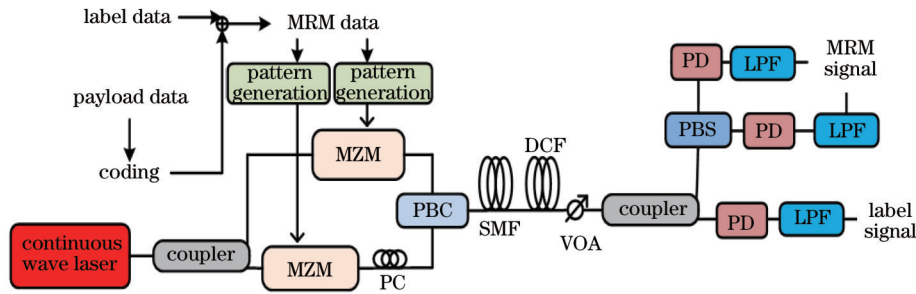 label data
MRM data
payload data
coding
pattern
generation
pattern
generation
MZM
MZM
continuous
wave laser
coupler
PC
PBC
SMF
DCF
VOA
coupler
PBS
PD
LPF
MRM
signal
PD
LPF
PD
LPF
label
signal